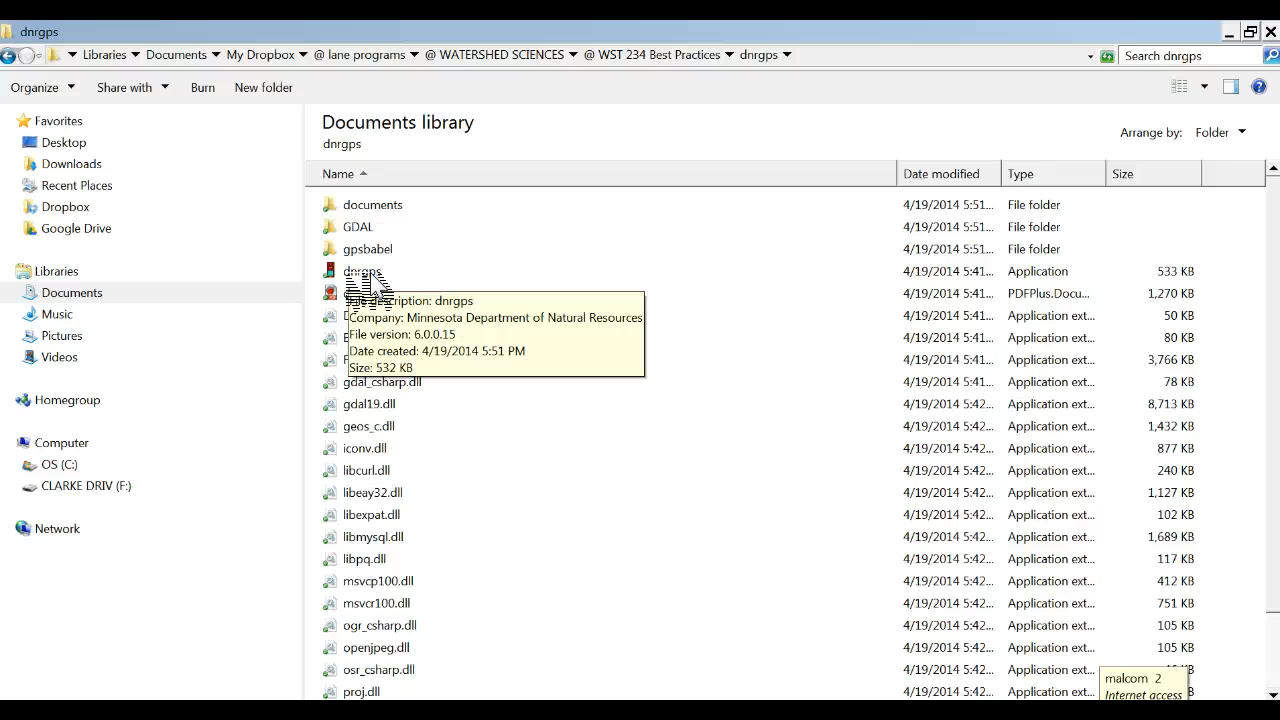 dnrgps
Libraries Documents My Dropbox @ lane programs @ WATERSHED SCIENCES @ WST 234 Best Practices dnrgps Search dnrgps
Organize Share with Burn New folder
Favorites
Desktop
Downloads
Recent Places
Dropbox
Google Drive
Libraries
Documents
Music
Pictures
Videos
Homegroup
Computer
OS (C:)
CLARKE DRIV (F:)
Network
Documents library
dnrgps
Arrange by: Folder
Name Date modified Type Size
documents 4/19/2014 5:51... File folder
GDAL 4/19/2014 5:51... File folder
gpsbabel 4/19/2014 5:51... File folder
dnrgps 4/19/2014 5:41... Application 533 KB
4/19/2014 5:41... PDFPlus.Docu... 1,270 KB
4/19/2014 5:41... Application ext... 50 KB
4/19/2014 5:41... Application ext... 80 KB
4/19/2014 5:41... Application ext... 3,766 KB
description: dnrgps
Company: Minnesota Department of Natural Resources
File version: 6.0.0.15
Date created: 4/19/2014 5:51 PM
Size: 532 KB
gdal_csharp.dll 4/19/2014 5:41... Application ext... 78 KB
gdal19.dll 4/19/2014 5:42... Application ext... 8,713 KB
geos_c.dll 4/19/2014 5:42... Application ext... 1,432 KB
iconv.dll 4/19/2014 5:42... Application ext... 877 KB
libcurl.dll 4/19/2014 5:42... Application ext... 240 KB
libeay32.dll 4/19/2014 5:42... Application ext... 1,127 KB
libexpat.dll 4/19/2014 5:42... Application ext... 102 KB
libmysql.dll 4/19/2014 5:42... Application ext... 1,689 KB
libpq.dll 4/19/2014 5:42... Application ext... 117 KB
msvcp100.dll 4/19/2014 5:42... Application ext... 412 KB
msvcr100.dll 4/19/2014 5:42... Application ext... 751 KB
ogr_csharp.dll 4/19/2014 5:42... Application ext... 105 KB
openjpeg.dll 4/19/2014 5:42... Application ext... 105 KB
osr_csharp.dll 4/19/2014 5:42... Application ext... KB
proj.dll 4/19/2014 5:42... Application ext...
malcom 2
Internet access